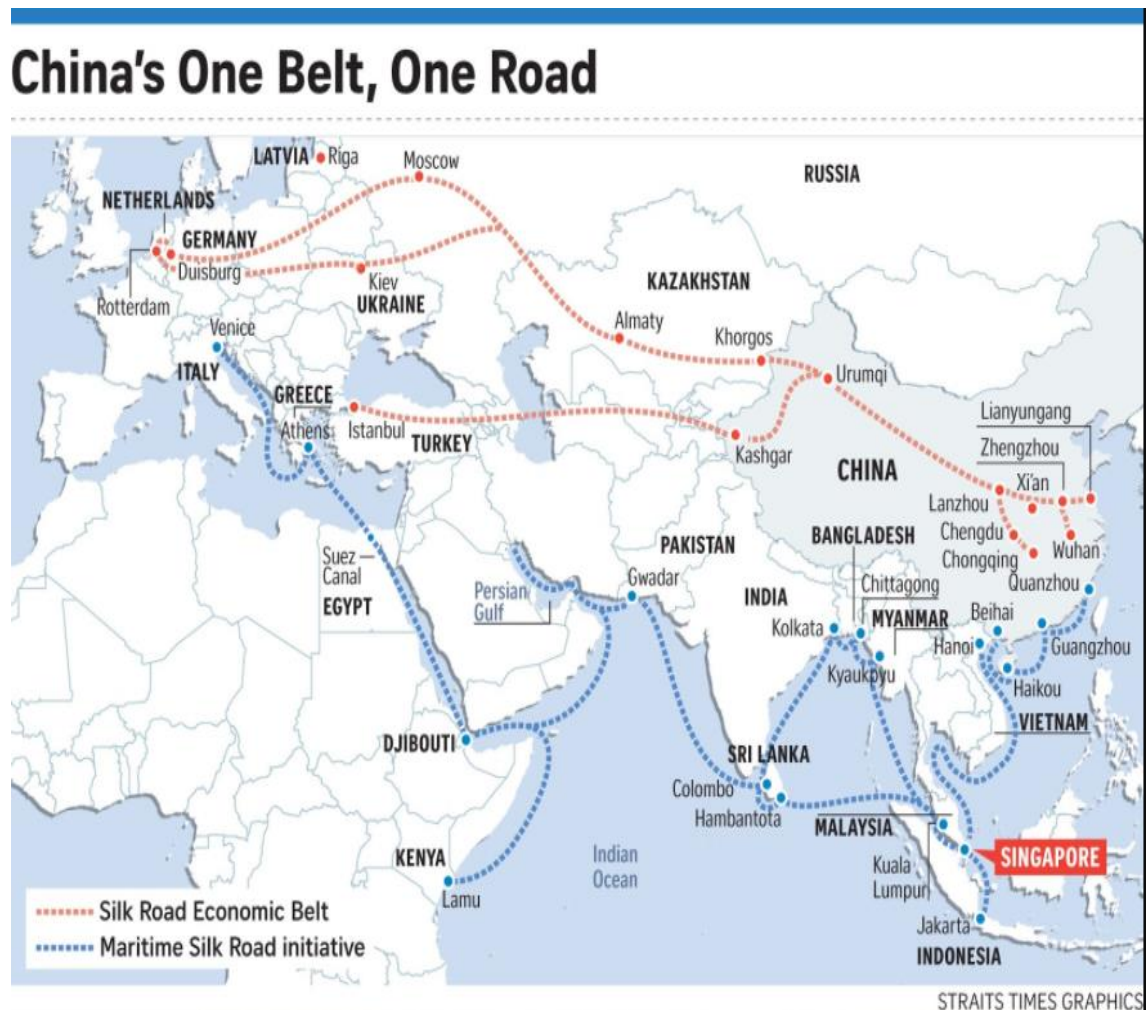 China's One Belt, One Road
LATVIA
Riga
Moscow
RUSSIA
NETHERLANDS
GERMANY
Duisburg
Rotterdam
Kiev
UKRAINE
KAZAKHSTAN
Venice
ITALY
Almaty
Khorgos
Urumqi
GREECE
Athens
Istanbul
TURKEY
Kashgar
Lianyungang
Zhengzhou
CHINA
Xi'an
Lanzhou
Chengdu
Chongqing
Wuhan
Quanzhou
Suez
Canal
EGYPT
Persian
Gulf
PAKISTAN
Gwadar
BANGLADESH
Chittagong
INDIA
Kolkata
MYANMAR
Kyaukpyu
Beihai
Hanoi
Guangzhou
Haikou
VIETNAM
DJIBOUTI
SRI LANKA
Colombo
Hambantota
MALAYSIA
Kuala
Lumpur
SINGAPORE
KENYA
Lamu
Indian
Ocean
Jakarta
INDONESIA
Silk Road Economic Belt
Maritime Silk Road initiative
STRAITS TIMES GRAPHICS